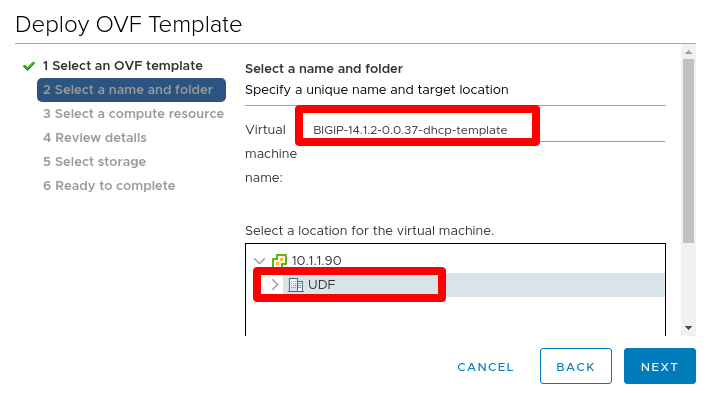 Deploy OVF Template
1 Select an OVF template
2 Select a name and folder
3 Select a compute resource
4 Review details
5 Select storage
6 Ready to complete
Select a name and folder
Specify a unique name and target location
Virtual
machine
name:
BIGIP-14.1.2-0.0.37-dhcp-template
Select a location for the virtual machine.
10.1.1.90
UDF
CANCEL
BACK
NEXT